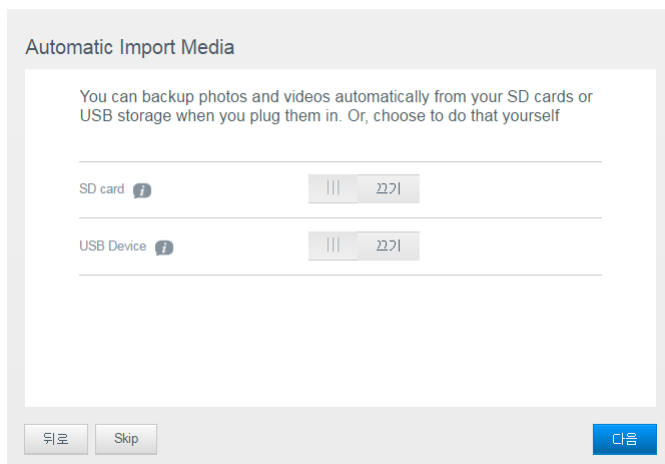 Automatic Import Media
You can backup photos and videos automatically from your SD cards or
USB storage when you plug them in. Or, choose to do that yourself
SD card
끄기
USB Device
끄기
뒤로
Skip
다음